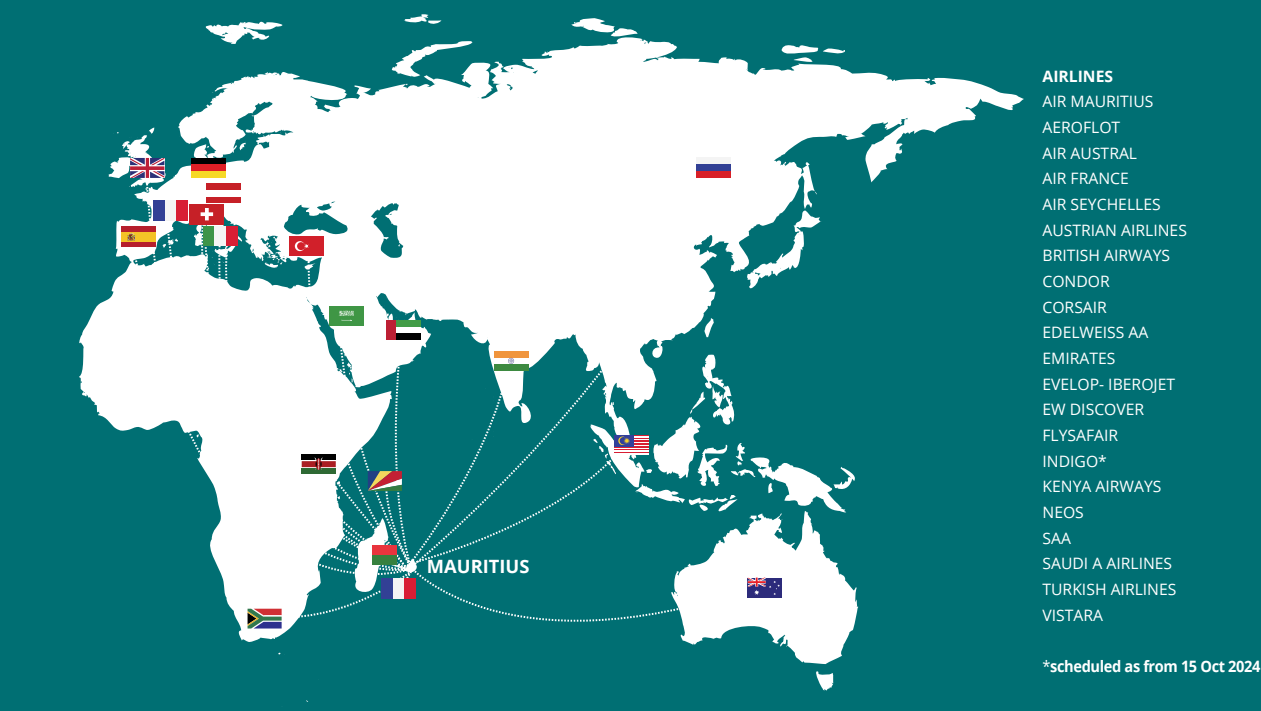 AIRLINES
AIR MAURITIUS
AEROFLOT
AIR AUSTRAL
AIR FRANCE
AIR SEYCHELLES
AUSTRIAN AIRLINES
BRITISH AIRWAYS
CONDOR
CORSAIR
EDELWEISS AA
EMIRATES
EVELOP- IBEROJET
EW DISCOVER
FLYSAFAIR
INDIGO*
KENYA AIRWAYS
NEOS
SAA
SAUDI A AIRLINES
TURKISH AIRLINES
VISTARA
*scheduled as from 15 Oct 2024
MAURITIUS